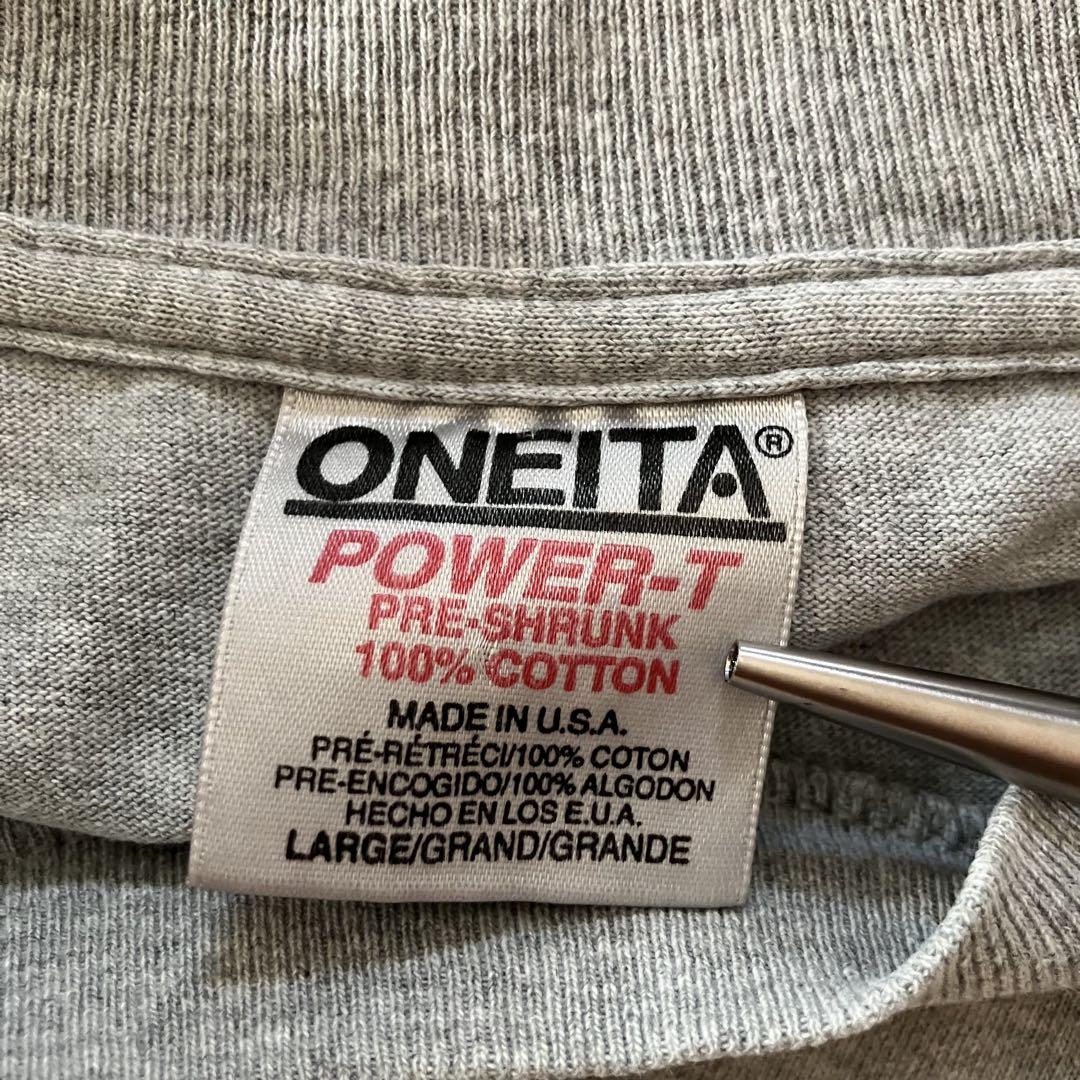 ONEITA®
POWER-T
PRE-SHRUNK
100% COTTON
MADE IN U.S.A.
PRÉ-RÉTRÉCI/100% COTON
PRE-ENCOGIDO/100% ALGODON
HECHO EN LOS E.U.A.
LARGE/GRAND/GRANDE